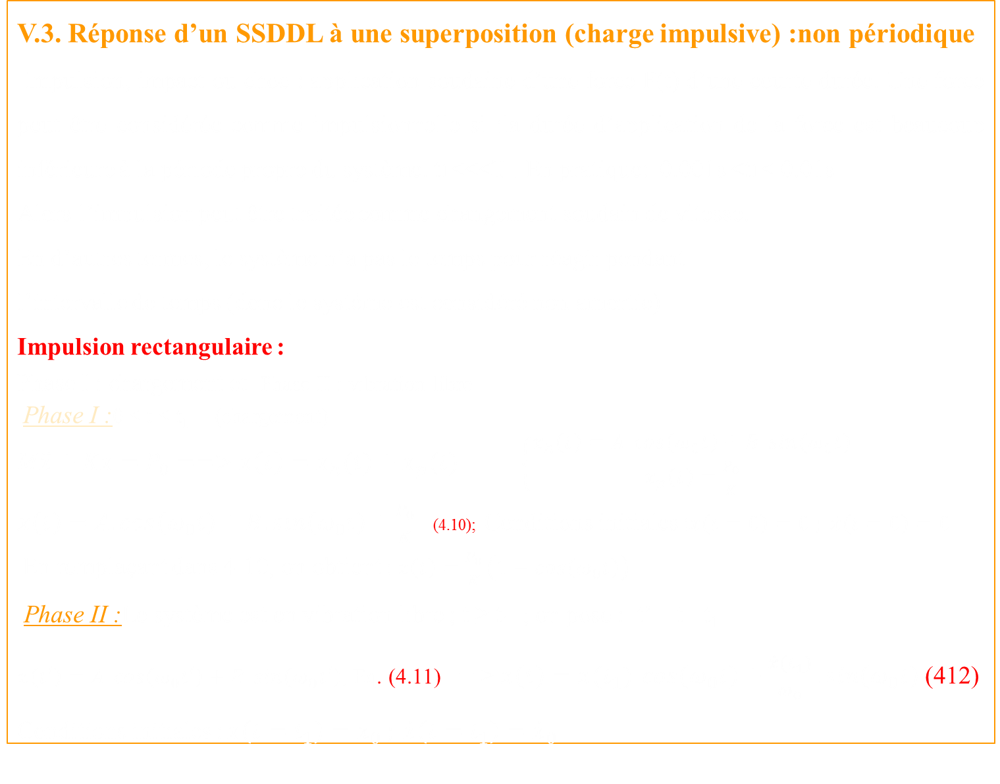 V.3. Réponse d’un SSDDL à une superposition (charge impulsive) :non périodique
Impulsion rectangulaire :
Phase I :
(4.10);
Phase II :
. (4.11) (412)